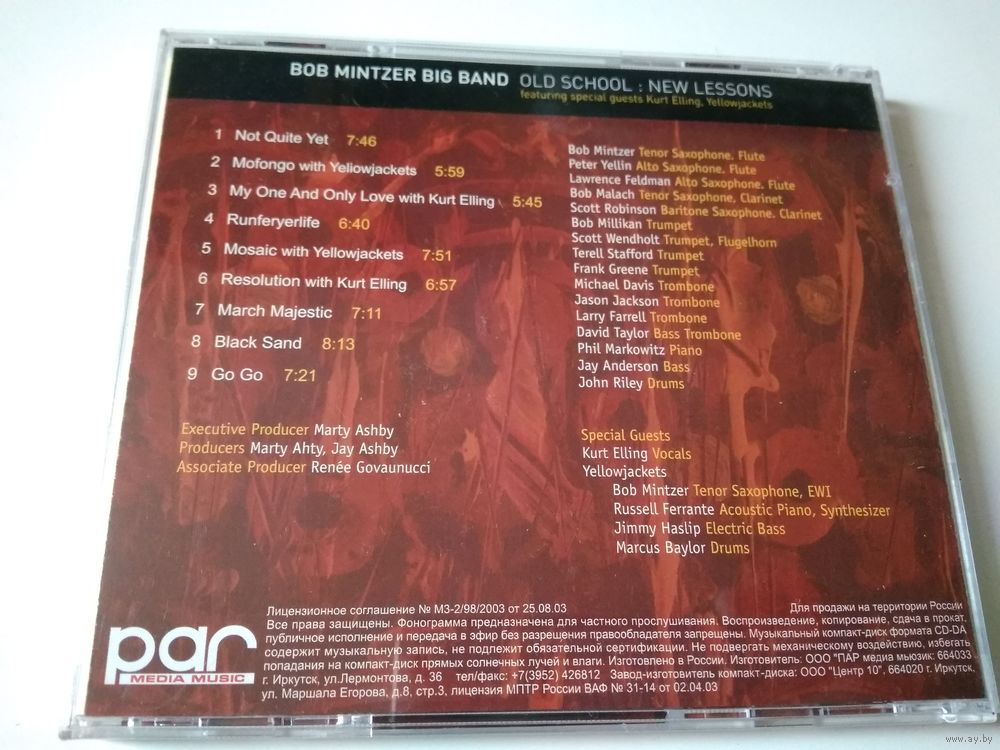 BOB MINTZER BIG BAND OLD SCHOOL : NEW LESSONS
featuring special guests Kurt Elling, Yellowjackets
1 Not Quite Yet 7:46
2 Mofongo with Yeliowjackets 5:59
3 My One And Only Love with Kurt Elling 5:45
4 Runferyerlife 6:40
5 Mosaic with Yellowjackets 7:51
6 Resolution with Kurt Elling 6:57
7 March Majestic 7:11
8 Black Sand 8:13
9 Go Go 7:21
Executive Producer Marty Ashby
Producers Marty Ahty, Jay Ashby
Associate Producer Renée Govaunucci
Bob Mintzer Tenor Saxophone. Flute
Peter Yellin Alto Saxophone. Flute
Lawrence Feldman Alto Saxophone. Flute
Bob Malach Tenor Saxophone, Clarinet
Scott Robinson Baritone Saxophone. Clarinet
Bob Millikan Trumpet
Scott Wendholt Trumpet, Flugelhorn
Terell Stafford Trumpet
Frank Greene Trumpet
Michael Davis Trombone
Jason Jackson Trombone
Larry Farrell Trombone
David Taylor Bass Trombone
Phil Markowitz Piano
Jay Anderson Bass
John Riley Drums
Special Guests
Kurt Elling Vocals
Yellowjackets
Bob Mintzer Tenor Saxophone, EWI
Russell Ferrante Acoustic Piano, Synthesizer
Jimmy Haslip Electric Bass
Marcus Baylor Drums
par
MEDIA MUSIC
Лицензионное соглашение № МЗ-2/98/2003 от 25.08.03 Для продажи на территории России
Все права защищены. Фонограмма предназначена для частного прослушивания. Воспроизведение, копирование, сдача в прокат,
публичное исполнение и передача в эфир без разрешения правообладателя запрещены. Музыкальный компакт-диск формата CD-DA
содержит музыкальную запись, не подлежит обязательной сертификации. Не подвергать механическому воздействию, избегать
попадания на компакт-диск прямых солнечных лучей и влаги. Изготовлено в России. Изготовитель: ООО "ПАР медиа мьюзик: 664033
г. Иркутск, ул.Лермонтова, д. 36 тел/факс: +7(3952) 426812 Завод-изготовитель компакт-диска: ООО "Центр 10", 664020 г. Иркутск,
ул. Маршала Егорова, д.8, стр.3, лицензия МПТР России ВАФ № 31-14 от 02.04.03
www.ay.by